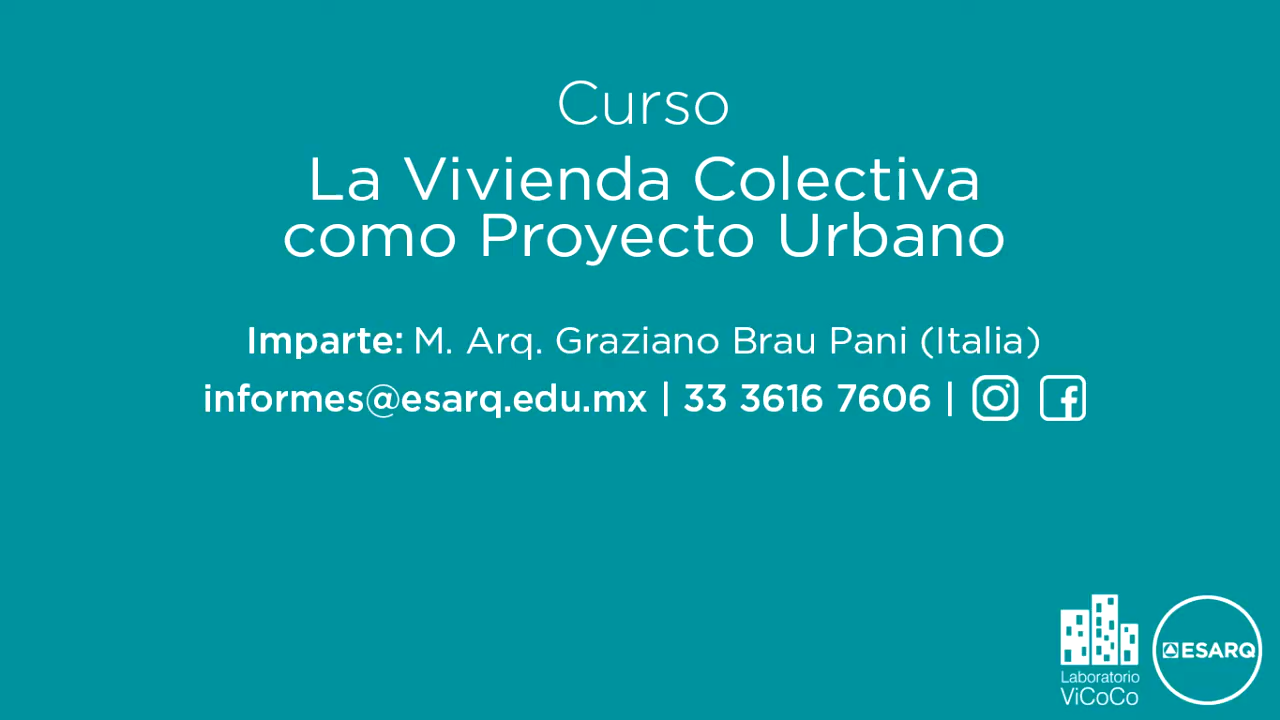 Curso
La Vivienda Colectiva
como Proyecto Urbano
Imparte: M. Arq. Graziano Brau Pani (Italia)
informes@esarq.edu.mx | 33 3616 7606 |
Laboratorio
ViCoCo
ESARQ